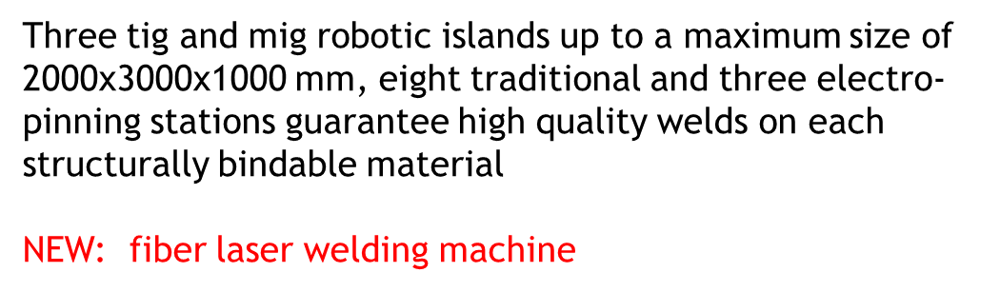 Three tig and mig robotic islands up to a maximum size of
2000x3000x1000 mm, eight traditional and three electro-
pinning stations guarantee high quality welds on each
structurally bindable material
NEW: fiber laser welding machine